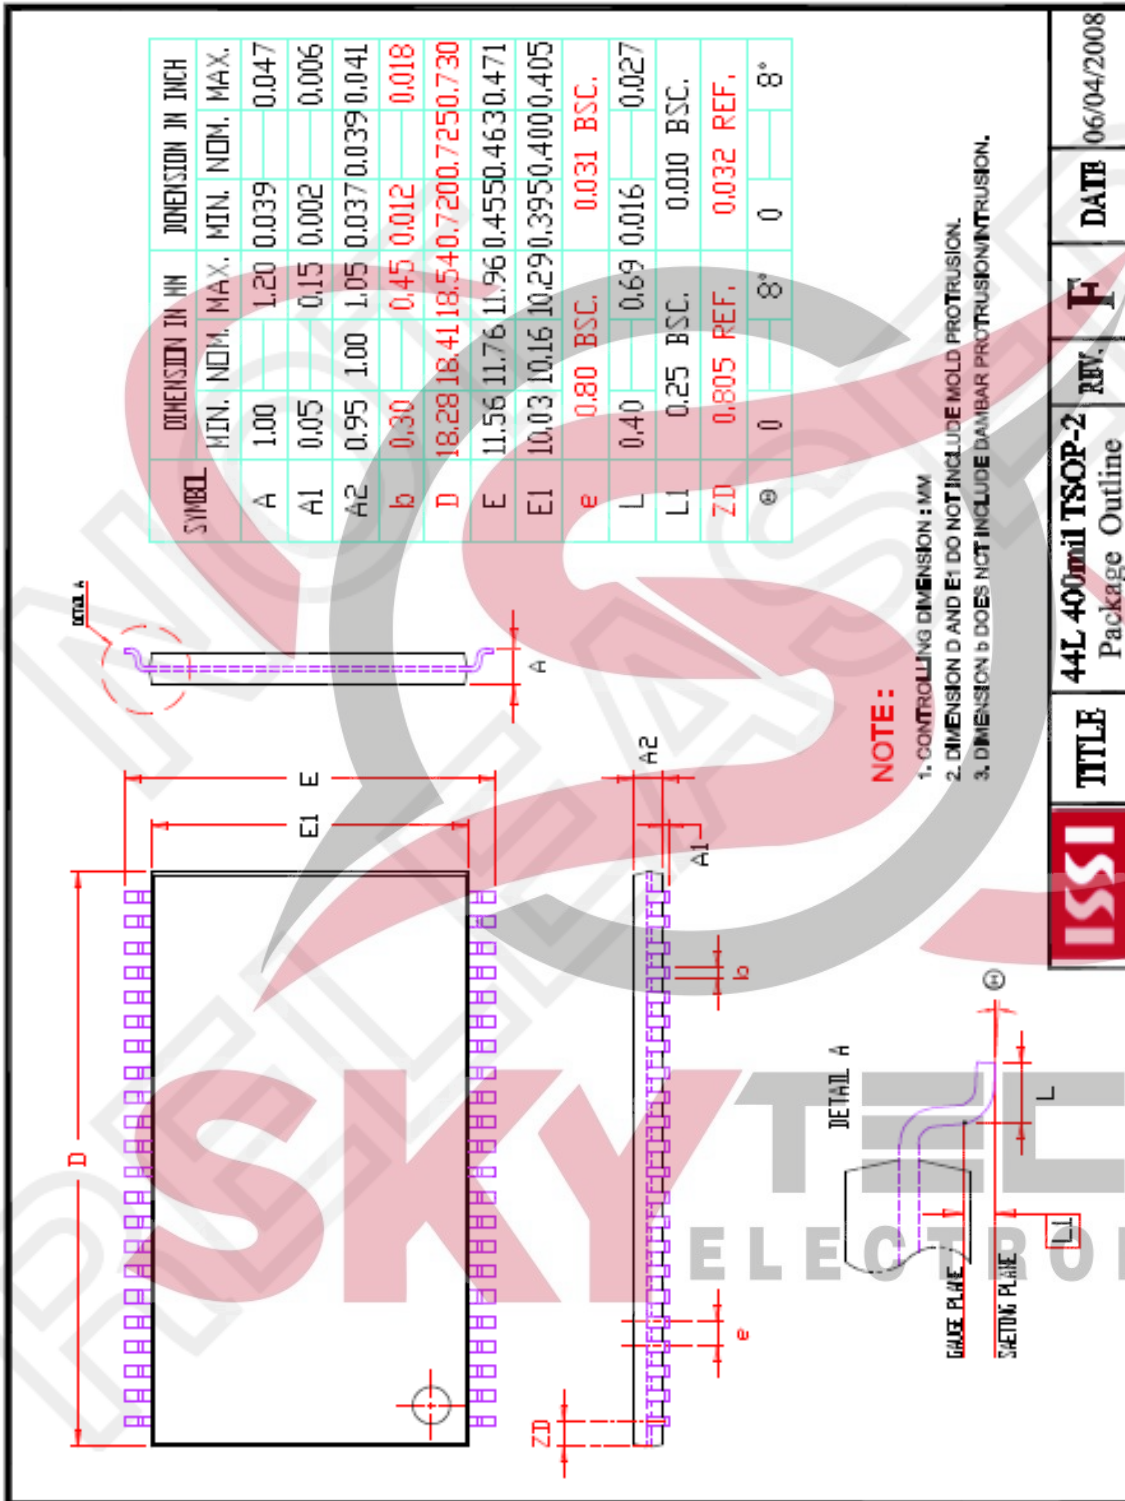 DETAIL A
D
E1
E
A
ZD
e
b
A1
A2
SYMBOL DIMENSION IN MM DIMENSION IN INCH
MIN. NOM. MAX. MIN. NOM. MAX.
A 1.00 1.20 0.039 0.047
A1 0.05 0.15 0.002 0.006
A2 0.95 1.00 1.05 0.037 0.039 0.041
b 0.30 0.45 0.012 0.018
D 18.28 18.41 18.54 0.720 0.725 0.730
E 11.56 11.76 11.96 0.455 0.463 0.471
E1 10.03 10.16 10.29 0.395 0.400 0.405
e 0.80 BSC. 0.031 BSC.
L 0.40 0.69 0.016 0.027
L1 0.25 BSC. 0.010 BSC.
ZD 0.805 REF. 0.032 REF.
Θ 0 8° 0 8°
DETAIL A
GAUGE PLANE
SAETING PLANE
L1
L
Θ
NOTE :
1. CONTROLLING DIMENSION : MM
2. DIMENSION D AND E1 DO NOT INCLUDE MOLD PROTRUSION.
3. DIMENSION b DOES NOT INCLUDE DAMBAR PROTRUSION/INTRUSION.
ISSI TITLE 44L 400mil TSOP-2 REV. F DATE 06/04/2008
Package Outline
SKYTEC
ELECTRO